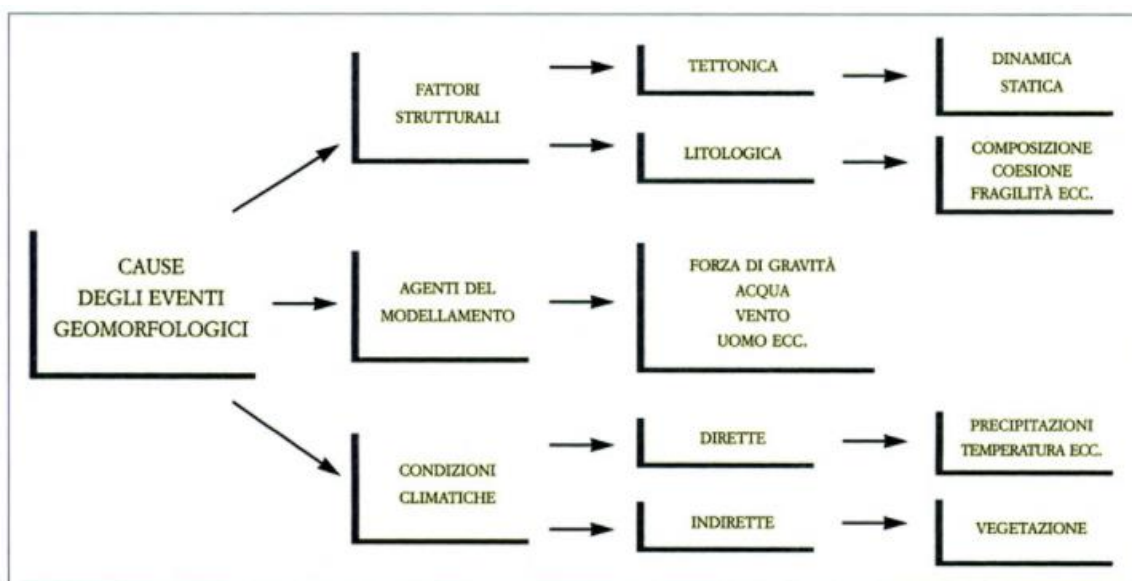 CAUSE
DEGLI EVENTI
GEOMORFOLOGICI
FATTORI
STRUTTURALI
TETTONICA
DINAMICA
STATICA
LITOLOGICA
COMPOSIZIONE
COESIONE
FRAGILITÀ ECC.
AGENTI DEL
MODELLAMENTO
FORZA DI GRAVITÀ
ACQUA
VENTO
UOMO ECC.
CONDIZIONI
CLIMATICHE
DIRETTE
PRECIPITAZIONI
TEMPERATURA ECC.
INDIRETTE
VEGETAZIONE